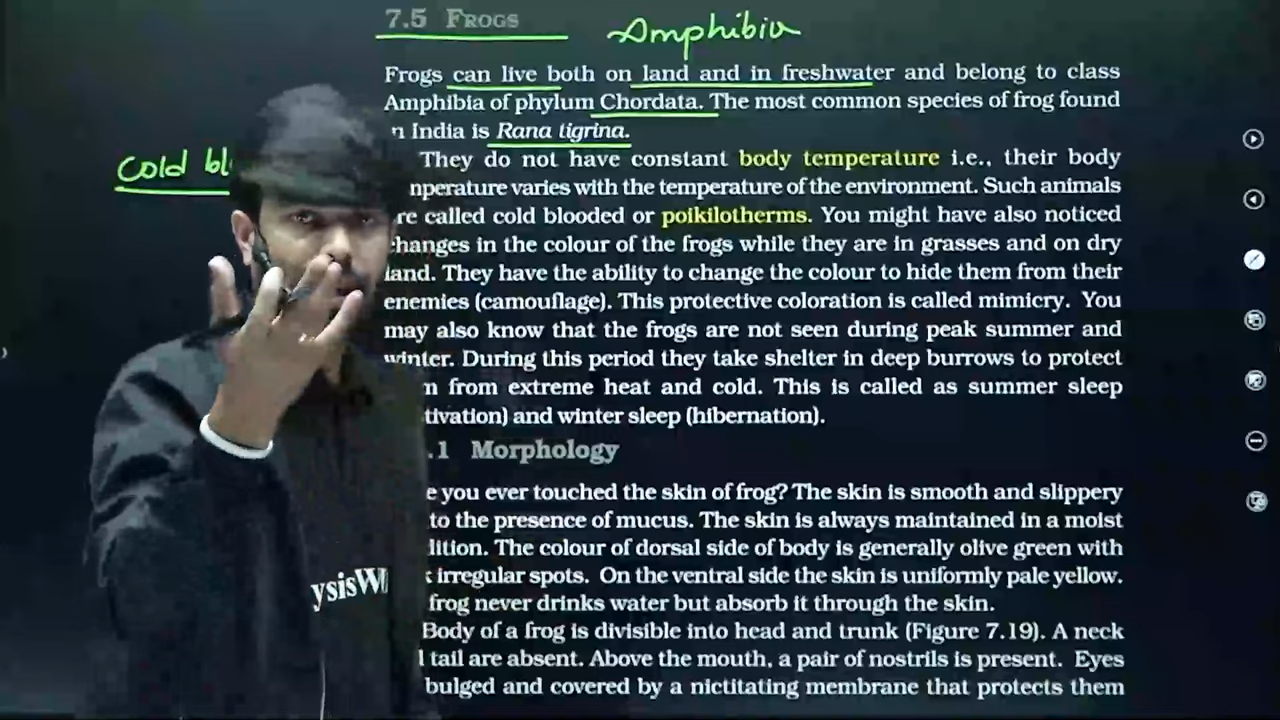 7.5 FROGS
Amphibia
Frogs can live both on land and in freshwater and belong to class
Amphibia of phylum Chordata. The most common species of frog found
n India is Rana tigrina.
Cold bl
They do not have constant body temperature i.e., their body
nperature varies with the temperature of the environment. Such animals
re called cold blooded or poikilotherms. You might have also noticed
changes in the colour of the frogs while they are in grasses and on dry
land. They have the ability to change the colour to hide them from their
enemies (camouflage). This protective coloration is called mimicry. You
may also know that the frogs are not seen during peak summer and
winter. During this period they take shelter in deep burrows to protect
m from extreme heat and cold. This is called as summer sleep
tivation) and winter sleep (hibernation).
.1 Morphology
e you ever touched the skin of frog? The skin is smooth and slippery
to the presence of mucus. The skin is always maintained in a moist
lition. The colour of dorsal side of body is generally olive green with
irregular spots. On the ventral side the skin is uniformly pale yellow.
frog never drinks water but absorb it through the skin.
ysisW
Body of a frog is divisible into head and trunk (Figure 7.19). A neck
l tail are absent. Above the mouth, a pair of nostrils is present. Eyes
bulged and covered by a nictitating membrane that protects them